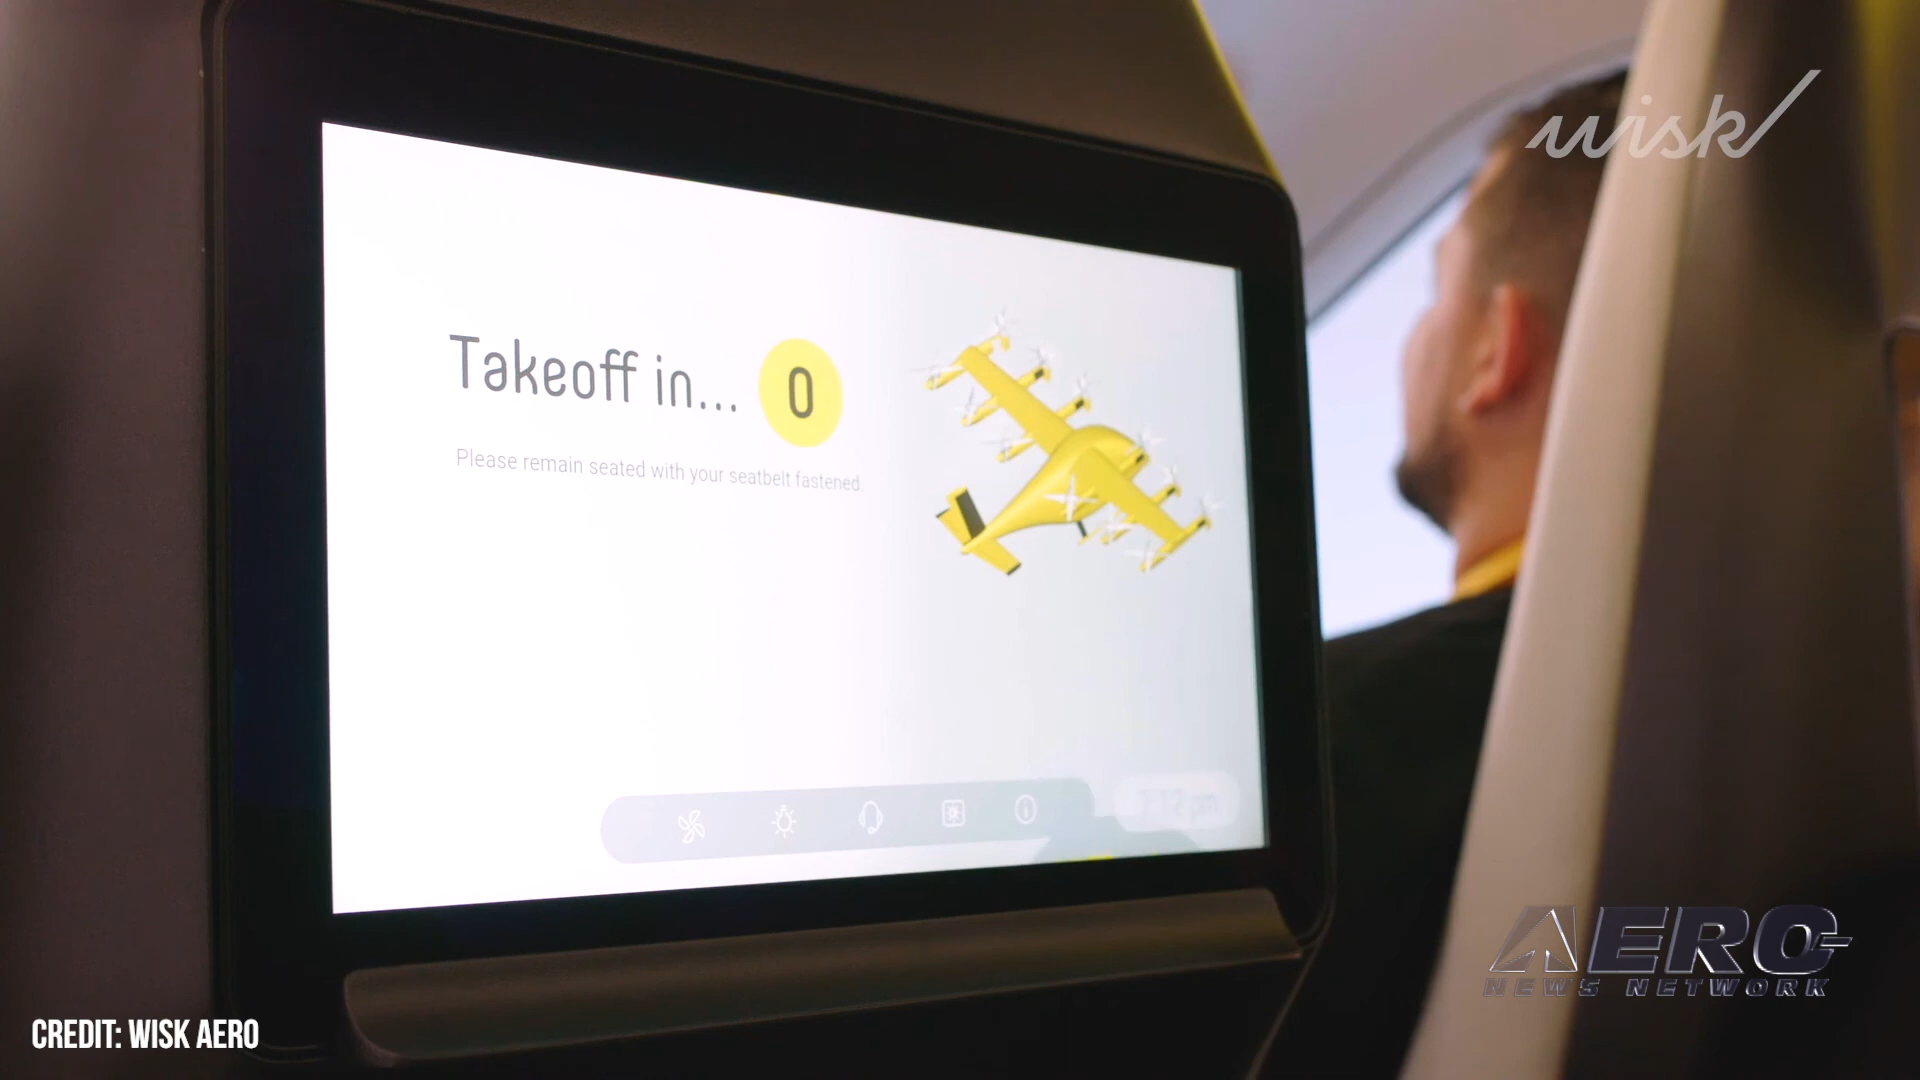 wisk
Takeoff in... 0
Please remain seated with your seatbelt fastened.
AERO
NEWS NETWORK
CREDIT: WISK AERO